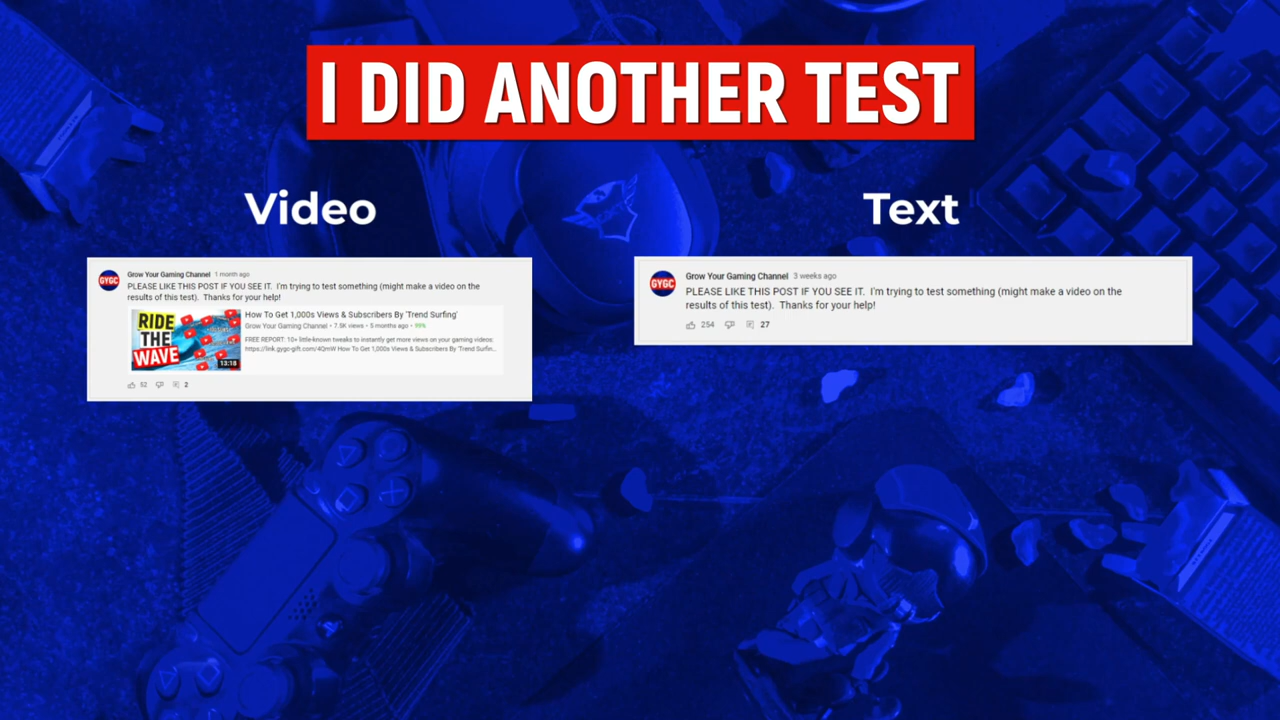 I DID ANOTHER TEST
Video
Text
GYGC
Grow Your Gaming Channel 1 month ago
PLEASE LIKE THIS POST IF YOU SEE IT. I'm trying to test something (might make a video on the
results of this test). Thanks for your help!
RIDE
THE
WAVE
13:18
How To Get 1,000s Views & Subscribers By 'Trend Surfing'
Grow Your Gaming Channel • 7.5K views • 5 months ago • 99%
FREE REPORT: 10+ little-known tweaks to instantly get more views on your gaming videos:
https://link.gygc-gift.com/4QmW How To Get 1,000s Views & Subscribers By 'Trend Surfin...
52 2
GYGC
Grow Your Gaming Channel 3 weeks ago
PLEASE LIKE THIS POST IF YOU SEE IT. I'm trying to test something (might make a video on the
results of this test). Thanks for your help!
254 27